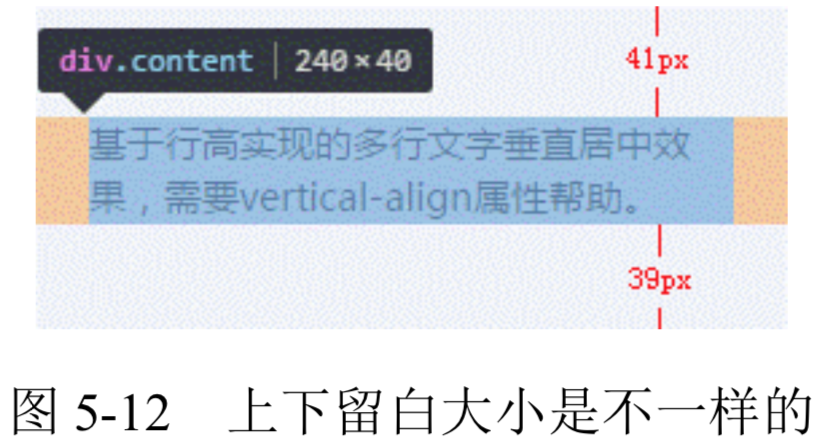 div.content | 240×40
41px
基于行高实现的多行文字垂直居中效
果，需要vertical-align属性帮助。
39px
图 5-12 上下留白大小是不一样的